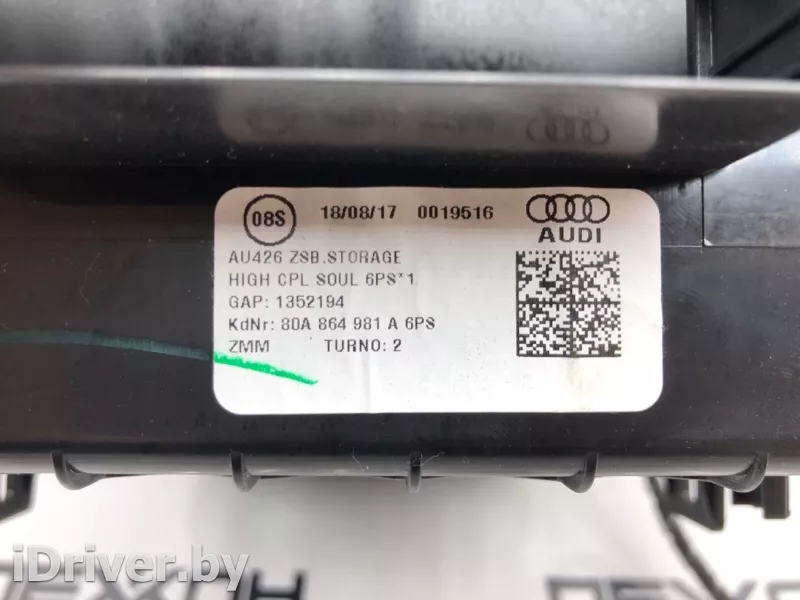 08S 18/08/17 0019516
AUDI
AU426 ZSB.STORAGE
HIGH CPL SOUL 6PS*1
GAP: 1352194
KdNr: 80A 864 981 A 6PS
ZMM TURNO: 2
iDriver.by